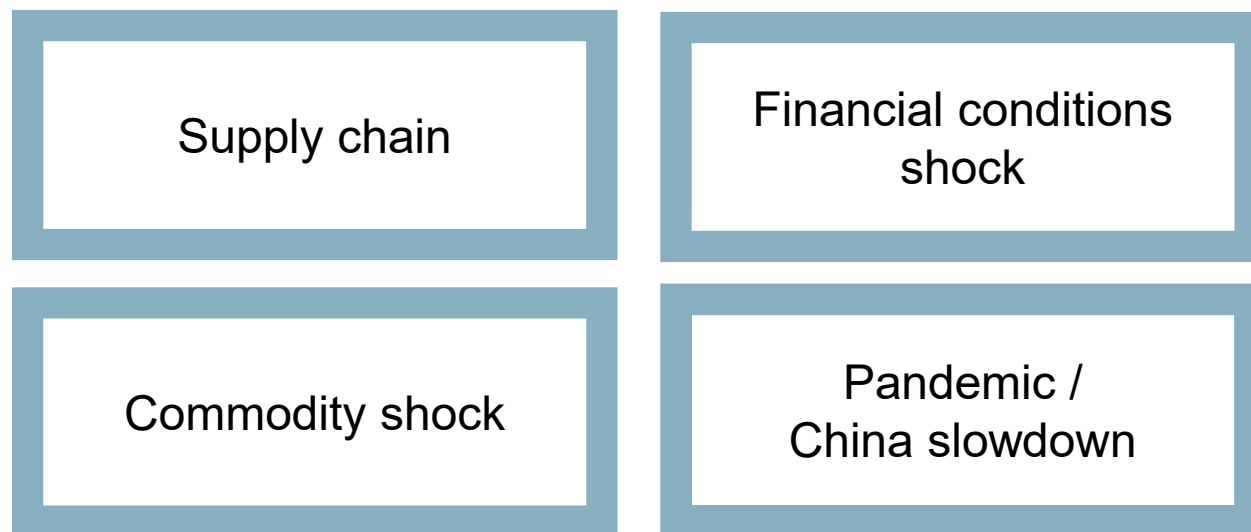 Supply chain
Financial conditions
shock
Commodity shock
Pandemic /
China slowdown